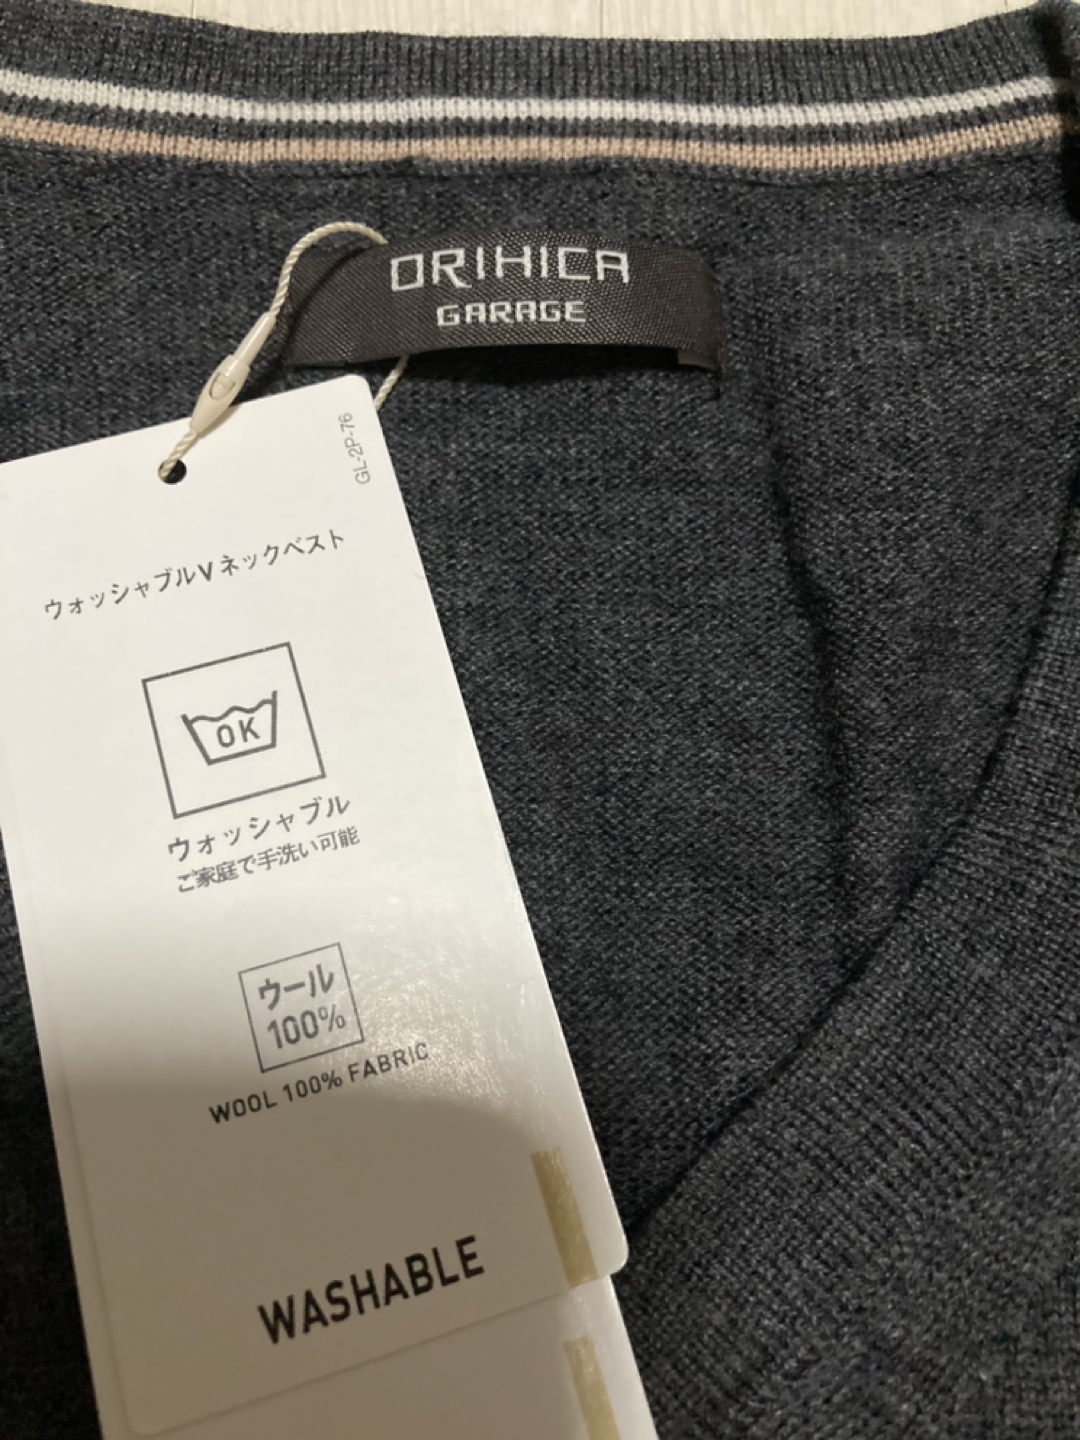 ORIHICA
GARAGE
GL-2P-76
ウォッシャブルVネックベスト
OK
ウォッシャブル
ご家庭で手洗い可能
ウール
100%
WOOL 100% FABRIC
WASHABLE